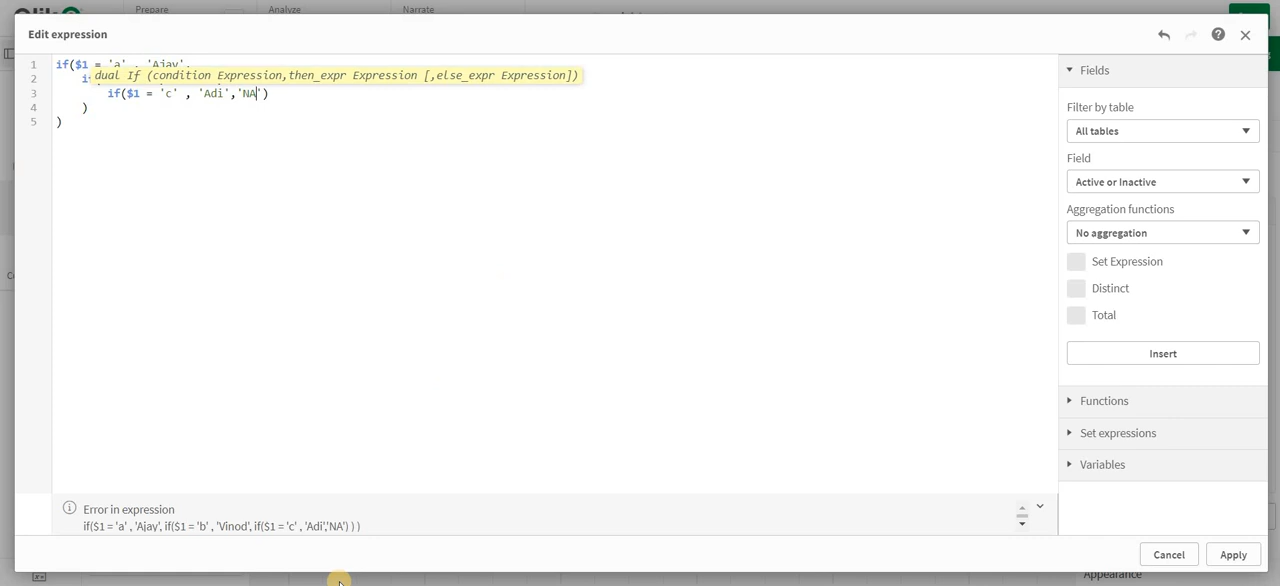 Qlik
Prepare
Analyze
Narrate
Edit expression
1 if($1 = 'a' , 'Ajay',
2 if
dual If (condition Expression,then_expr Expression [,else_expr Expression])
3 if($1 = 'c' , 'Adi','NA')
4 )
5 )
Fields
Filter by table
All tables
Field
Active or Inactive
Aggregation functions
No aggregation
Set Expression
Distinct
Total
Insert
Functions
Set expressions
Variables
Error in expression
if($1 = 'a' , 'Ajay', if($1 = 'b' , 'Vinod', if($1 = 'c' , 'Adi','NA') ) )
Cancel
Apply
Appearance